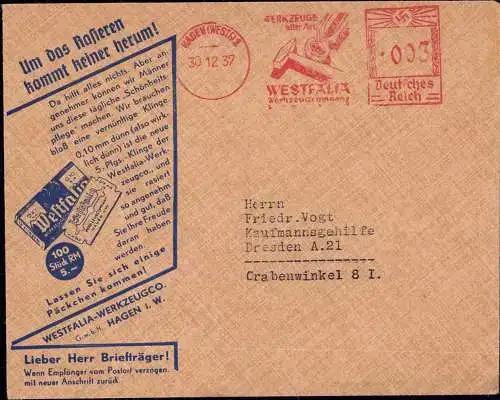 Um das Rasieren
kommt keiner herum!
Da hilft alles nichts. Aber an-
genehmer können wir Männer
uns diese tägliche „Schönheits-
pflege" machen. Wir brauchen
bloß eine vernünftige Klinge.
0,10 mm dünn (also wirk-
lich dünn) ist die neue
5-Pfg.-Klinge der
Westfalia-Werk-
zeugco., und
sie rasiert
so angenehm
und gut, daß
Sie Ihre Freude
daran haben
werden.
Westfalia
100
Stück RM
5.-
Lassen Sie sich einige
Päckchen kommen!
WESTFALIA-WERKZEUGCO.
G.m.b.H. HAGEN i. W.
Lieber Herr Briefträger!
Wenn Empfänger vom Postort verzogen,
mit neuer Anschrift zurück.
HAGEN (WESTF)
30.12.37
WERKZEUGE
aller Art
WESTFALIA
Werkzeugcompany
003
Deutsches
Reich
Herrn
Friedr. Vogt
Kaufmannsgehilfe
Dresden A.21
Grabenwinkel 8 I.